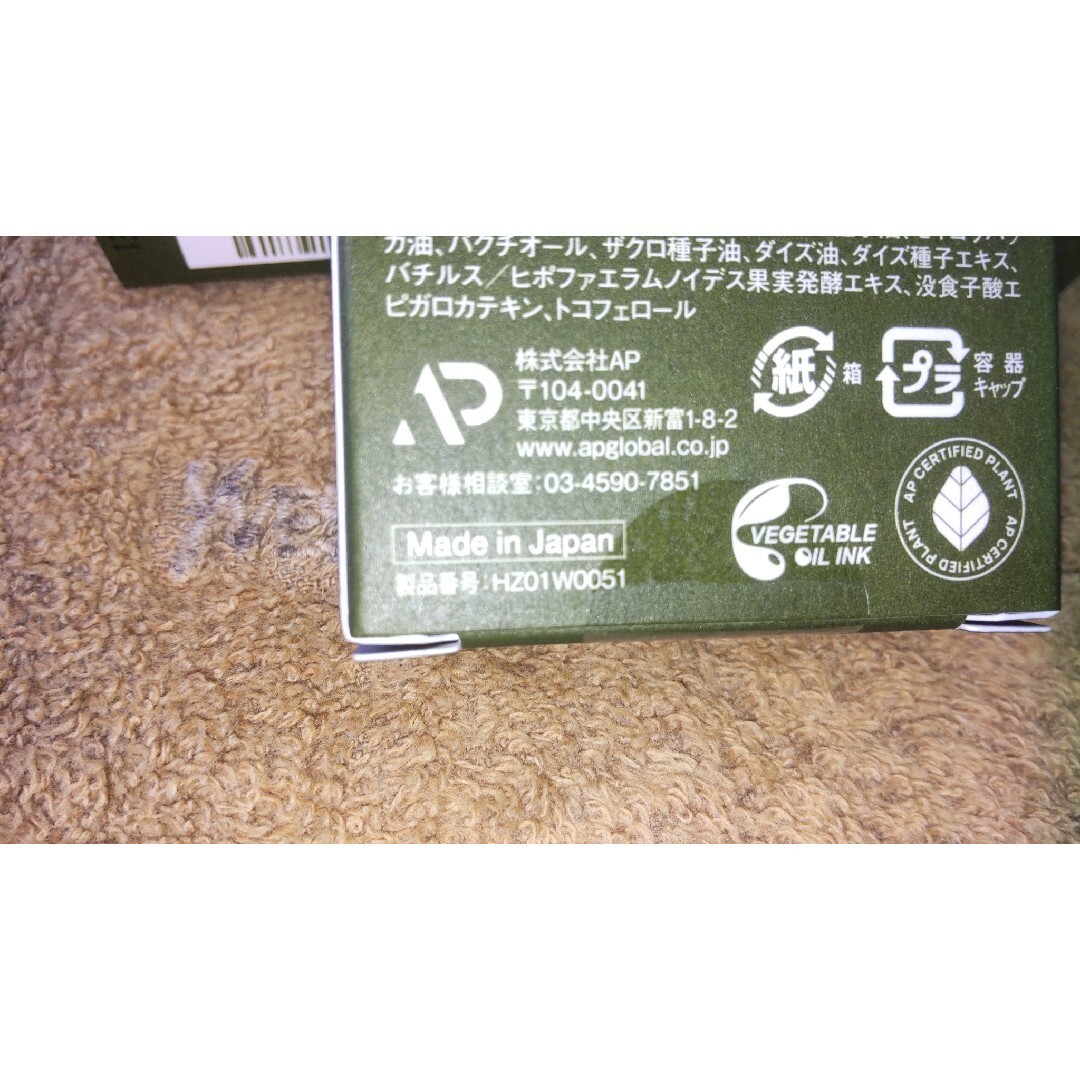 カ油、バクチオール、ザクロ種子油、ダイズ油、ダイズ種子エキス、
バチルス/ヒポファエラムノイデス果実発酵エキス、没食子酸エ
ピガロカテキン、トコフェロール
AP
株式会社AP
〒104-0041
東京都中央区新富1-8-2
www.apglobal.co.jp
お客様相談室:03-4590-7851
Made in Japan
製品番号:HZ01W0051
紙 箱
プラ 容器
キャップ
VEGETABLE
OIL INK
AP CERTIFIED PLANT AP CERTIFIED PLANT